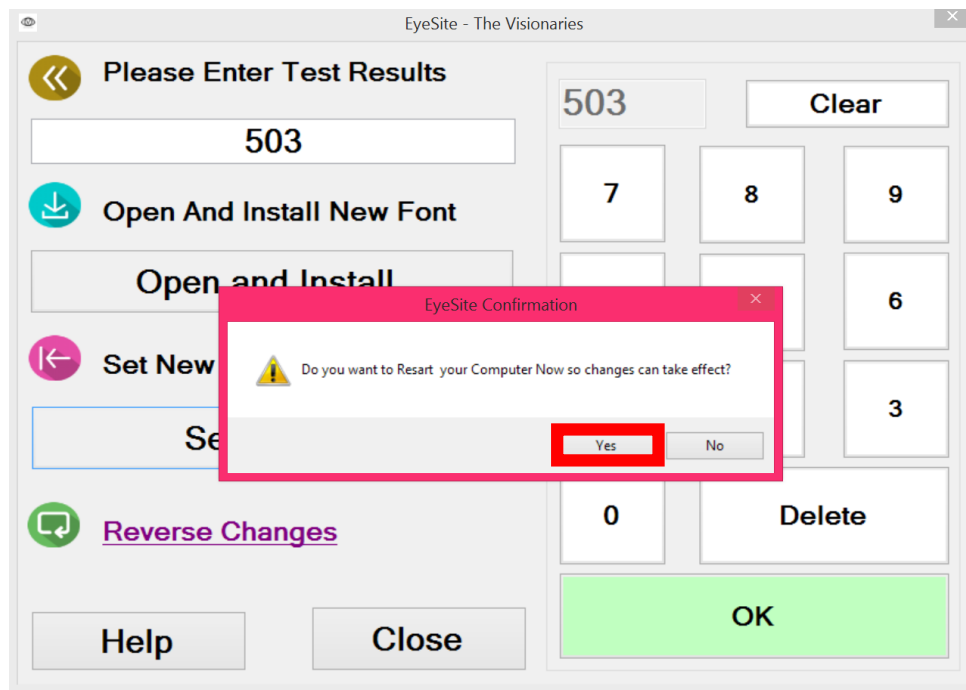 EyeSite - The Visionaries
Please Enter Test Results
503
Open And Install New Font
Open and Install
Set New
Se
Reverse Changes
Help
Close
503
Clear
7
8
9
6
3
0
Delete
OK
EyeSite Confirmation
Do you want to Resart  your Computer Now so changes can take effect?
Yes
No